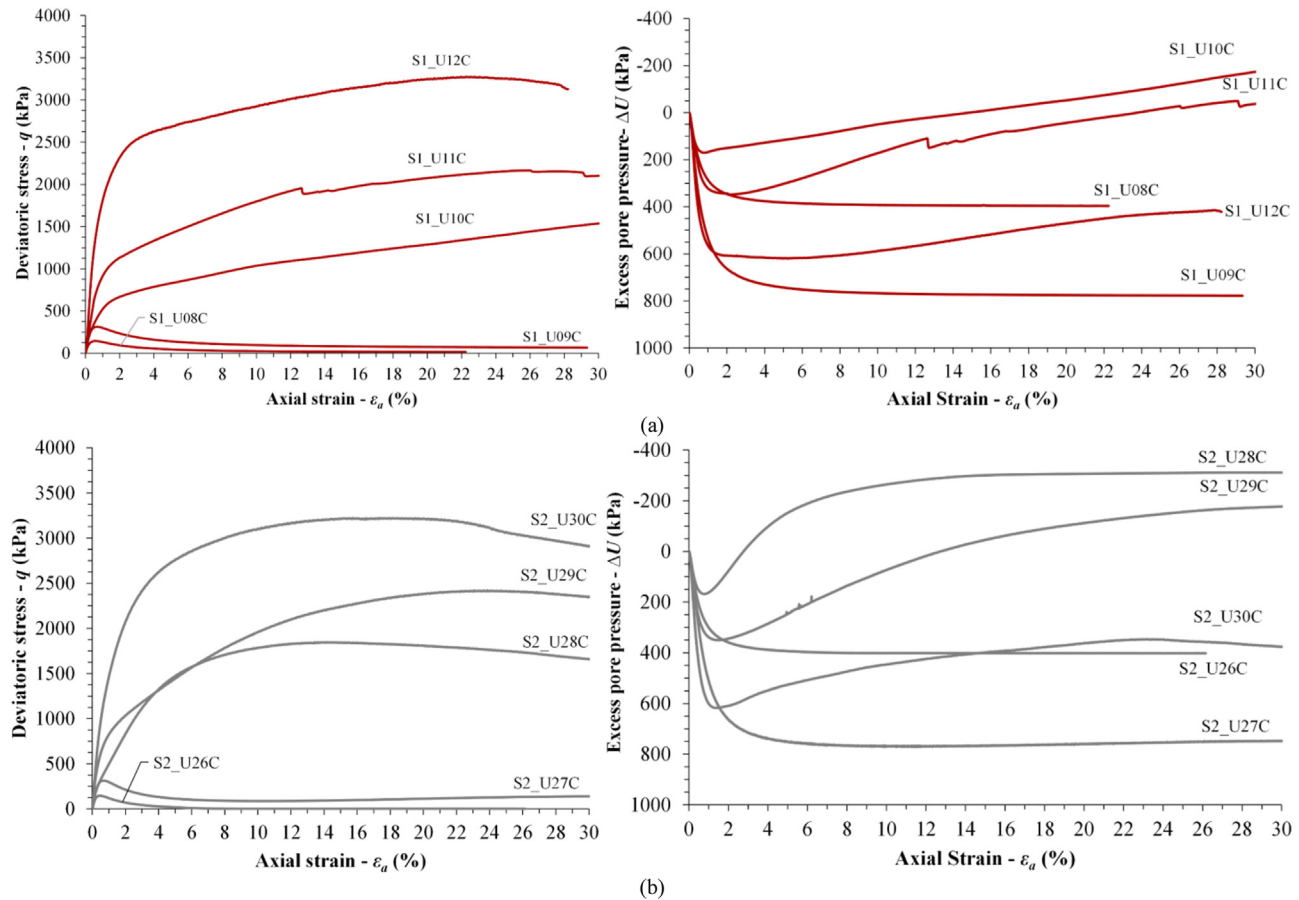 4000
3500
3000
2500
2000
1500
1000
500
0
Deviatoric stress - q (kPa)
S1_U12C
S1_U11C
S1_U10C
S1_U08C
S1_U09C
0 2 4 6 8 10 12 14 16 18 20 22 24 26 28 30
Axial strain - εa (%)
-400
-200
0
200
400
600
800
1000
Excess pore pressure- ΔU (kPa)
S1_U10C
S1_U11C
S1_U08C
S1_U12C
S1_U09C
0 2 4 6 8 10 12 14 16 18 20 22 24 26 28 30
Axial Strain - εa (%)
(a)
4000
3500
3000
2500
2000
1500
1000
500
0
Deviatoric stress - q (kPa)
S2_U30C
S2_U29C
S2_U28C
S2_U26C
S2_U27C
0 2 4 6 8 10 12 14 16 18 20 22 24 26 28 30
Axial strain - εa (%)
-400
-200
0
200
400
600
800
1000
Excess pore pressure - ΔU (kPa)
S2_U28C
S2_U29C
S2_U30C
S2_U26C
S2_U27C
0 2 4 6 8 10 12 14 16 18 20 22 24 26 28 30
Axial Strain - εa (%)
(b)